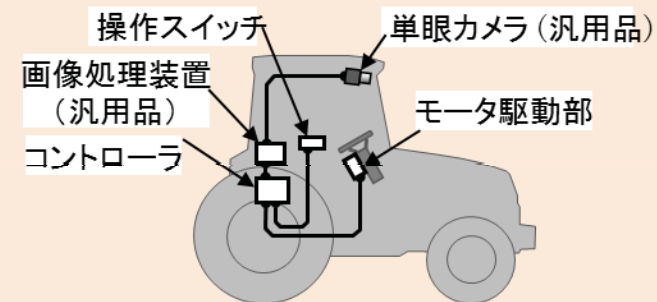 操作スイッチ
単眼カメラ（汎用品）
画像処理装置
（汎用品）
モータ駆動部
コントローラ